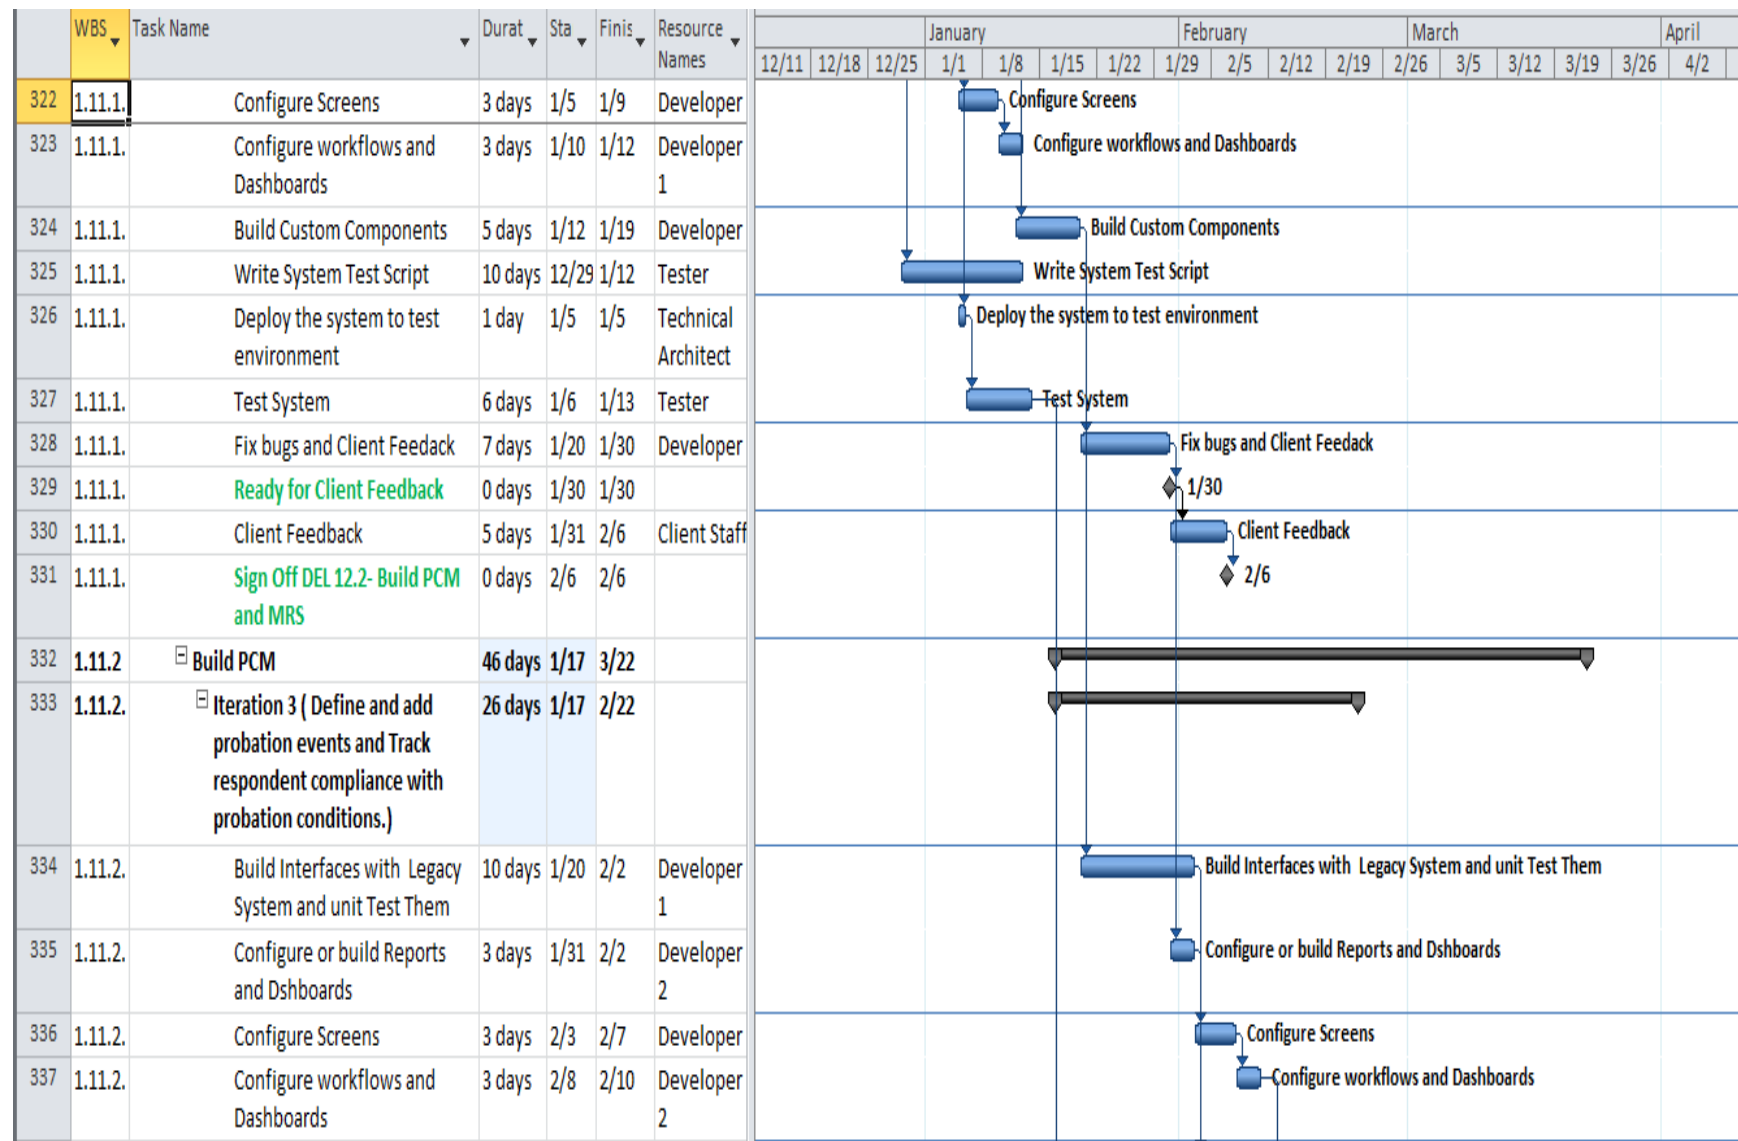 WBS Task Name Durat Sta Finis Resource
Names
January February March April
12/11 12/18 12/25 1/1 1/8 1/15 1/22 1/29 2/5 2/12 2/19 2/26 3/5 3/12 3/19 3/26 4/2
322 1.11.1. Configure Screens 3 days 1/5 1/9 Developer Configure Screens
323 1.11.1. Configure workflows and 3 days 1/10 1/12 Developer Configure workflows and Dashboards
Dashboards 1
324 1.11.1. Build Custom Components 5 days 1/12 1/19 Developer Build Custom Components
325 1.11.1. Write System Test Script 10 days 12/29 1/12 Tester Write System Test Script
326 1.11.1. Deploy the system to test 1 day 1/5 1/5 Technical Deploy the system to test environment
environment Architect
327 1.11.1. Test System 6 days 1/6 1/13 Tester Test System
328 1.11.1. Fix bugs and Client Feedack 7 days 1/20 1/30 Developer Fix bugs and Client Feedack
329 1.11.1. Ready for Client Feedback 0 days 1/30 1/30 1/30
330 1.11.1. Client Feedback 5 days 1/31 2/6 Client Staff Client Feedback
331 1.11.1. Sign Off DEL 12.2- Build PCM 0 days 2/6 2/6 2/6
and MRS
332 1.11.2 Build PCM 46 days 1/17 3/22
333 1.11.2. Iteration 3 ( Define and add 26 days 1/17 2/22
probation events and Track
respondent compliance with
probation conditions.)
334 1.11.2. Build Interfaces with Legacy 10 days 1/20 2/2 Developer Build Interfaces with Legacy System and unit Test Them
System and unit Test Them 1
335 1.11.2. Configure or build Reports 3 days 1/31 2/2 Developer Configure or build Reports and Dshboards
and Dshboards 2
336 1.11.2. Configure Screens 3 days 2/3 2/7 Developer Configure Screens
337 1.11.2. Configure workflows and 3 days 2/8 2/10 Developer Configure workflows and Dashboards
Dashboards 2